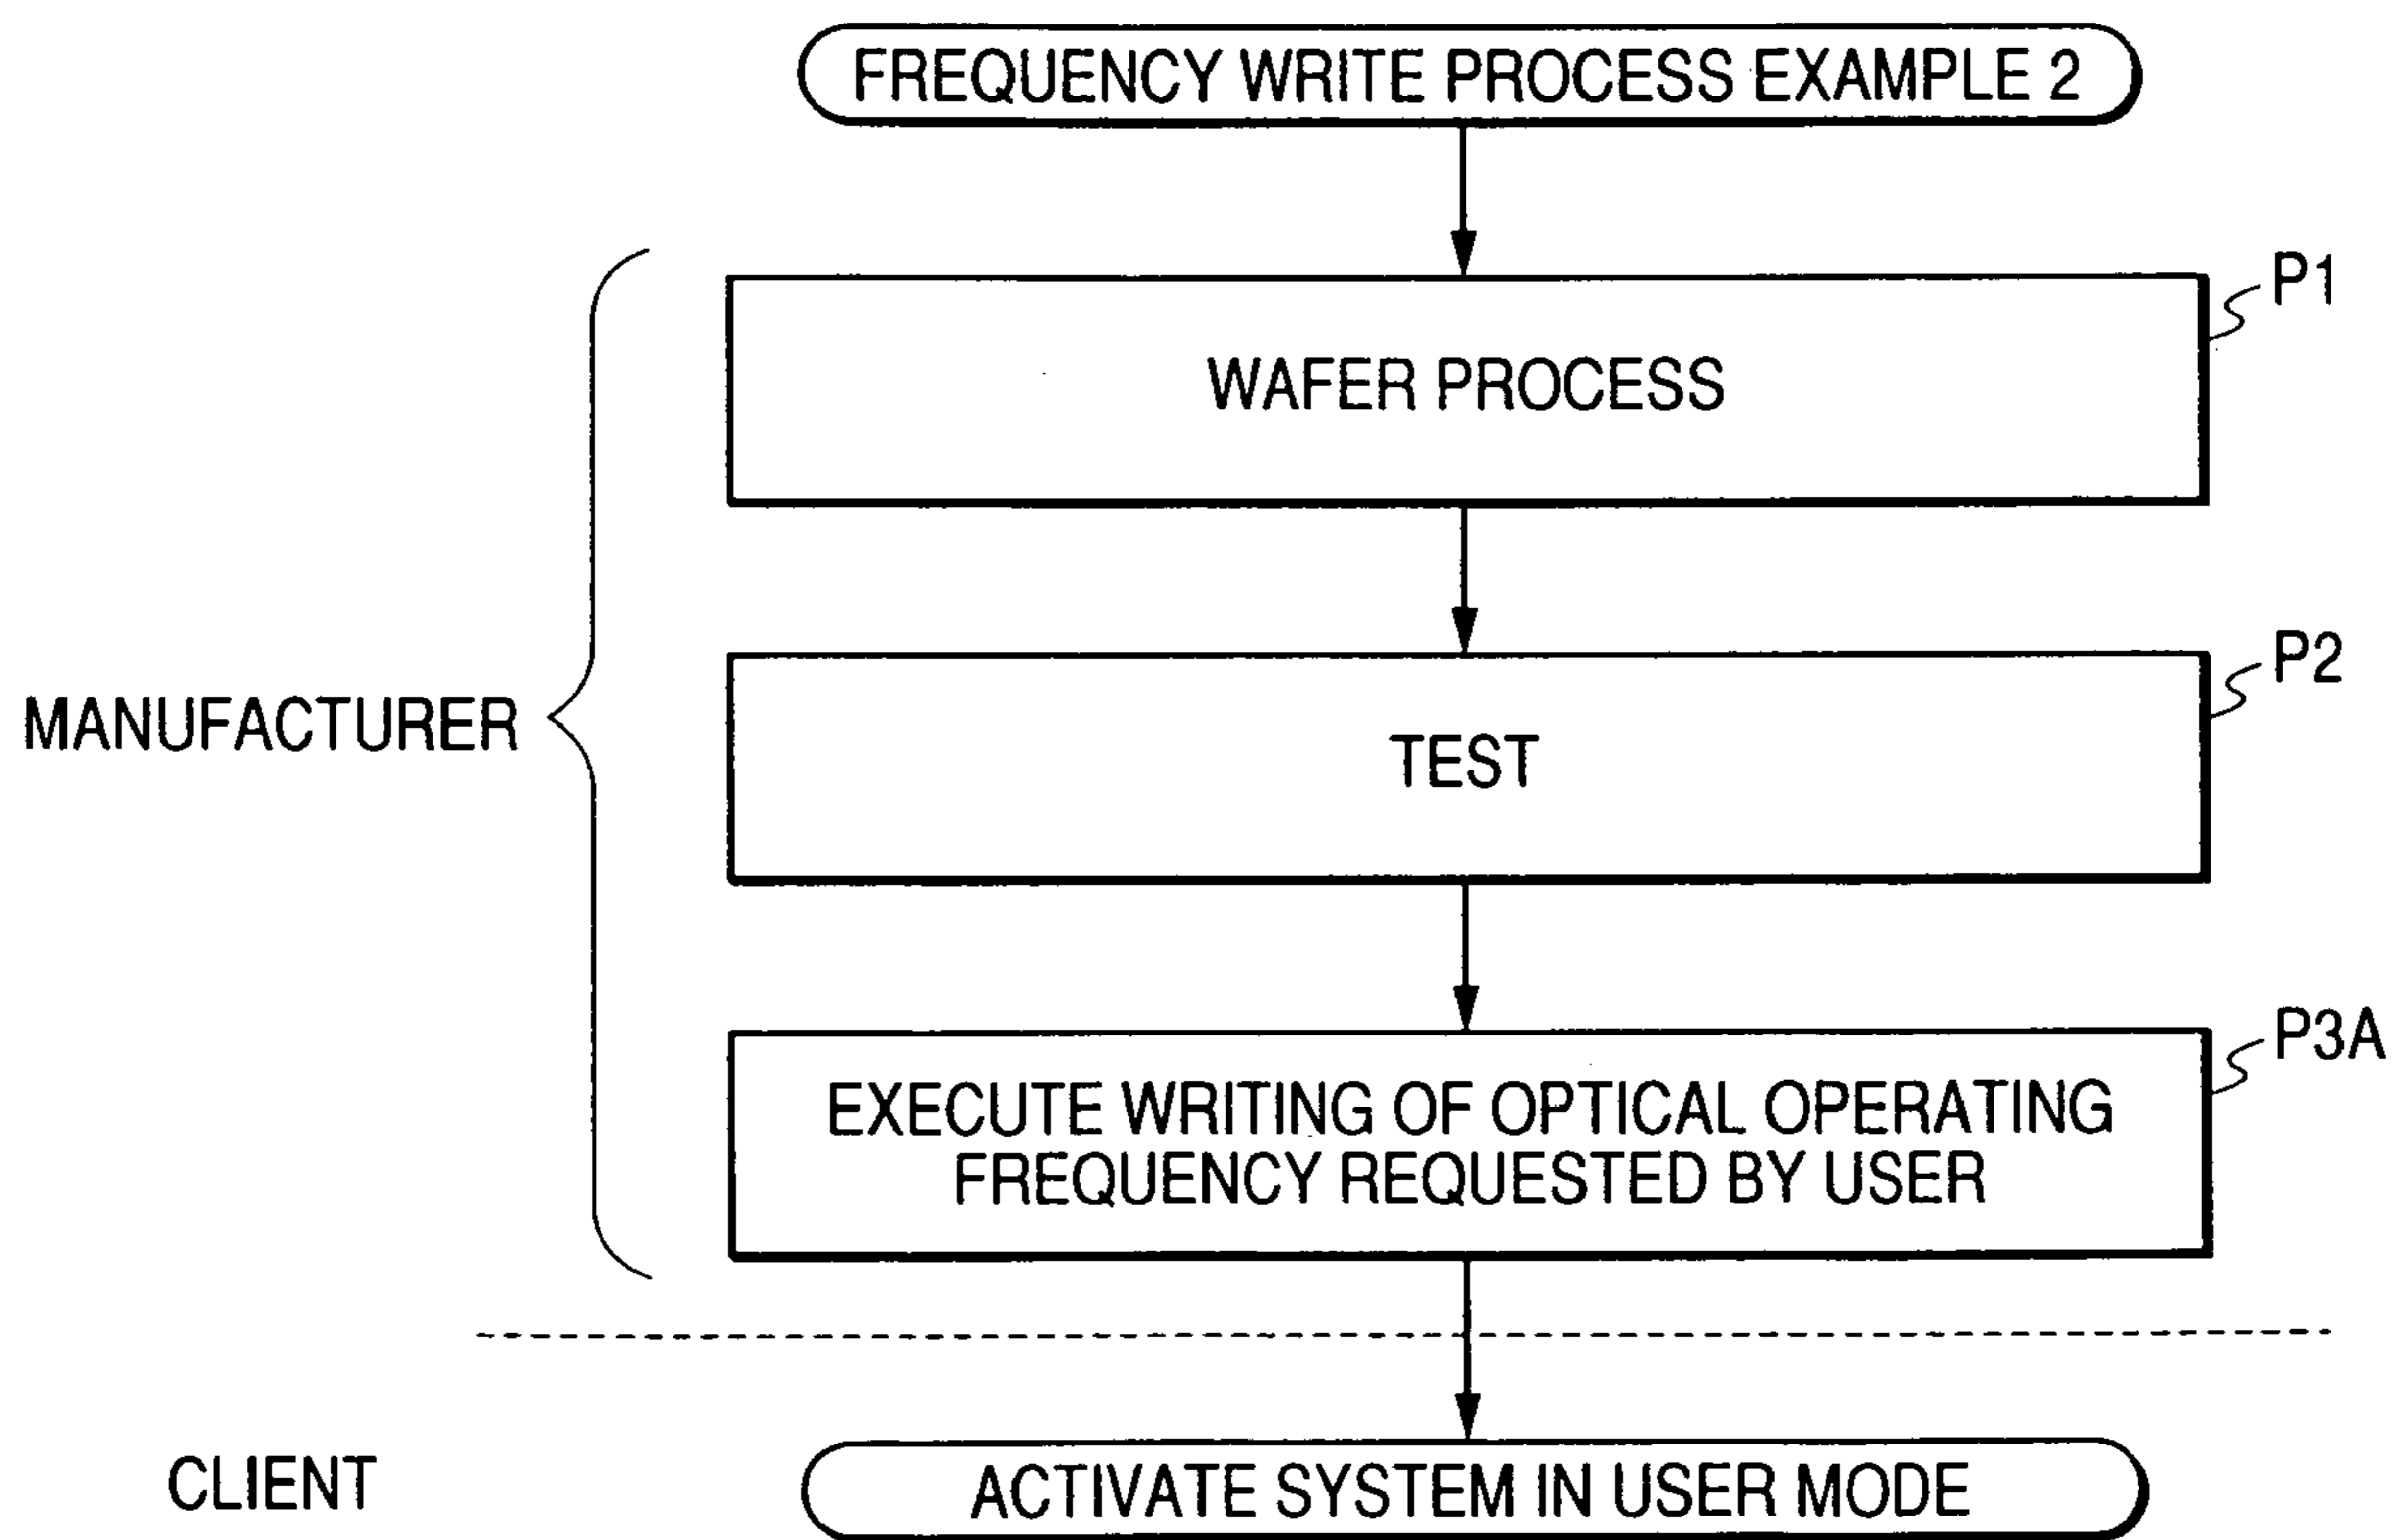 FREQUENCY WRITE PROCESS EXAMPLE 2
P1
WAFER PROCESS
P2
MANUFACTURER
TEST
P3A
EXECUTE WRITING OF OPTICAL OPERATING
FREQUENCY REQUESTED BY USER
CLIENT
ACTIVATE SYSTEM IN USER MODE